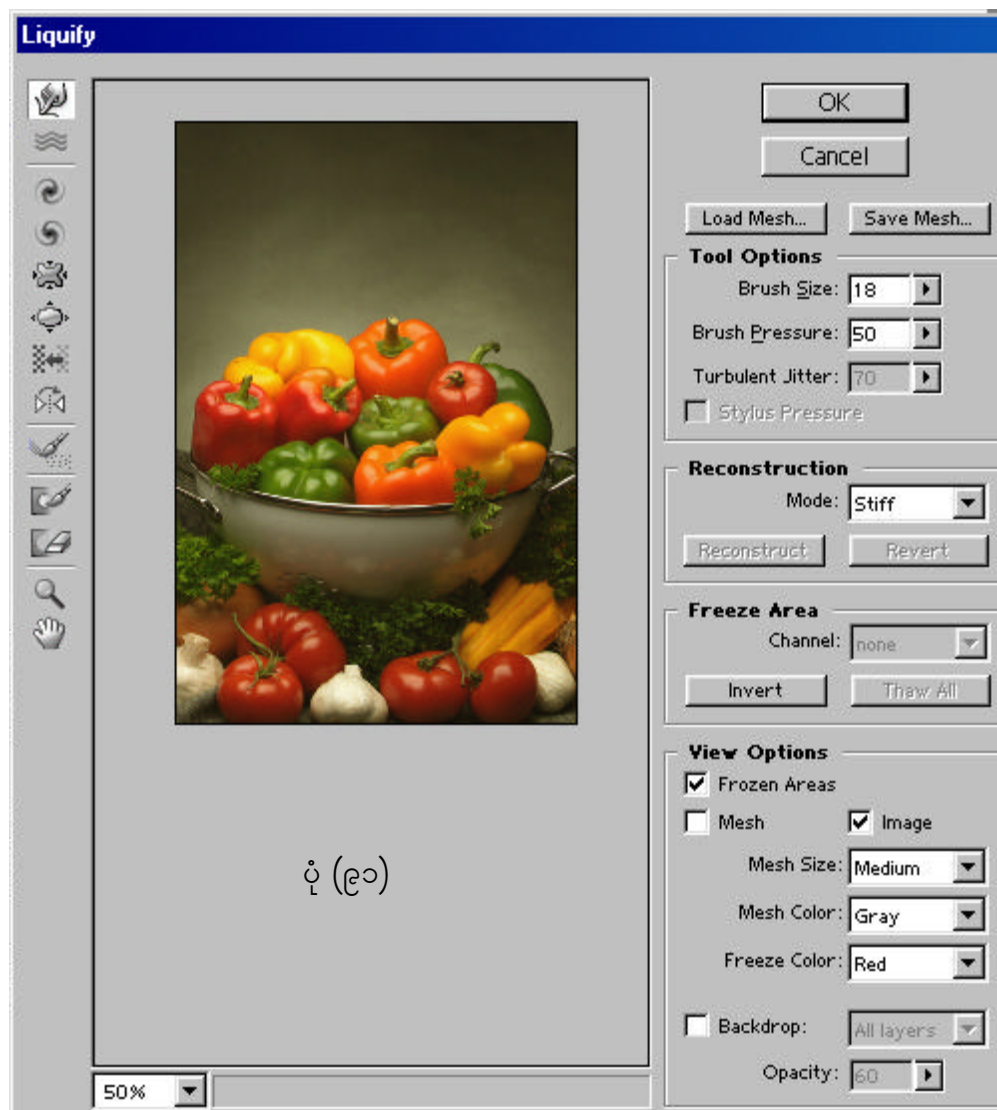 Liquify
OK
Cancel
Load Mesh... Save Mesh...
Tool Options
Brush Size: 18
Brush Pressure: 50
Turbulent Jitter: 70
Stylus Pressure
Reconstruction
Mode: Stiff
Reconstruct Revert
Freeze Area
Channel: none
Invert Thaw All
View Options
Frozen Areas
Mesh Image
Mesh Size: Medium
Mesh Color: Gray
Freeze Color: Red
Backdrop: All layers
Opacity: 60
ပုံ (၉၁)
50%